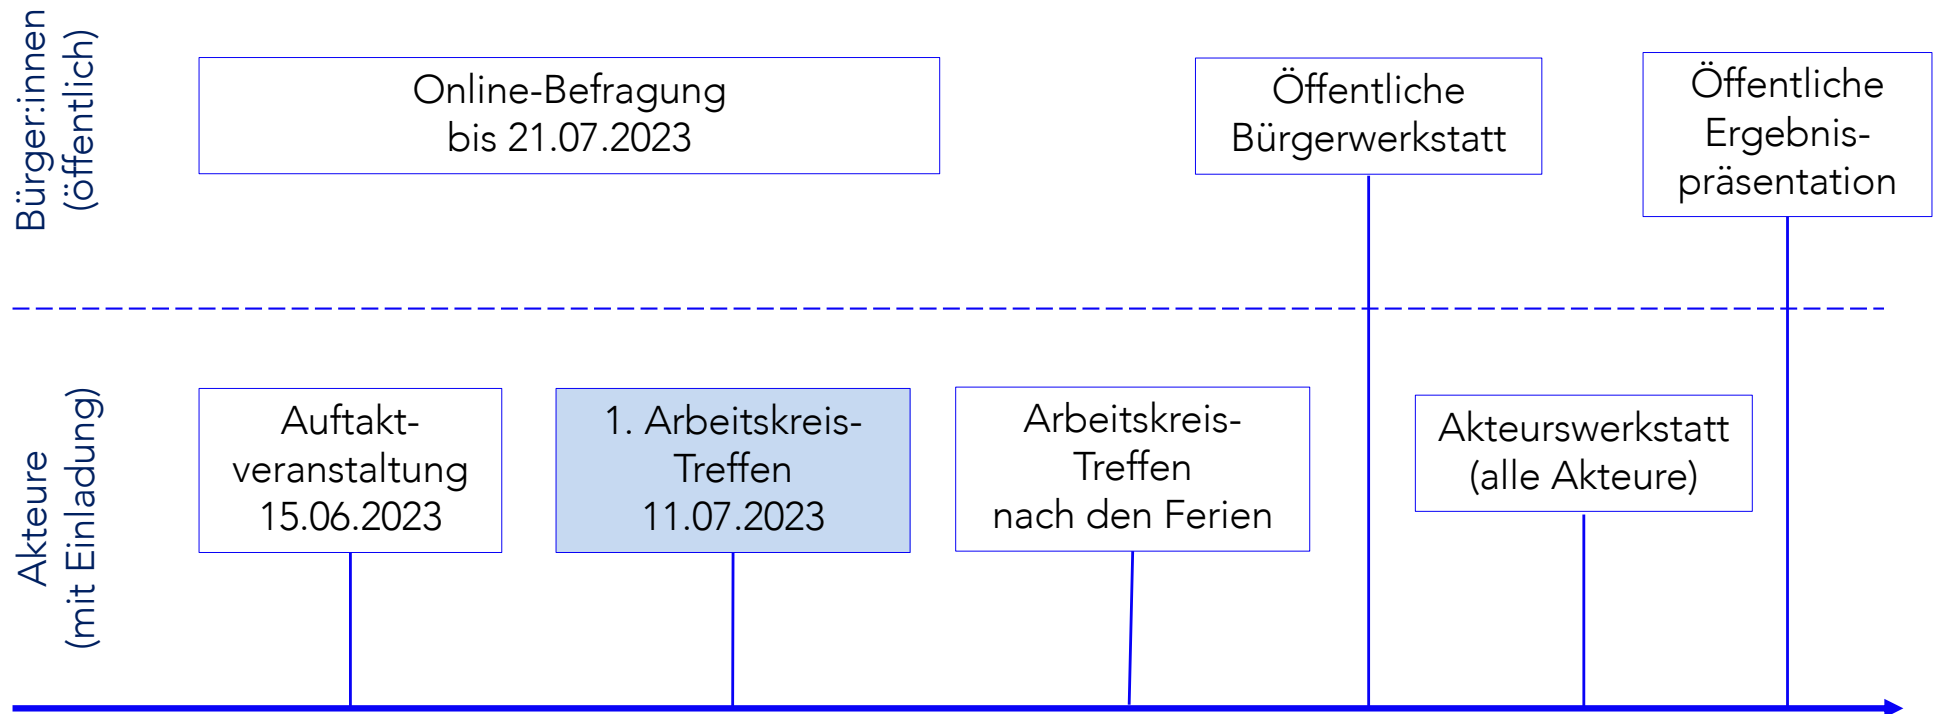 Bürger:innen
(öffentlich)
Online-Befragung
bis 21.07.2023
Öffentliche
Bürgerwerkstatt
Öffentliche
Ergebnis-
präsentation
Akteure
(mit Einladung)
Auftakt-
veranstaltung
15.06.2023
1. Arbeitskreis-
Treffen
11.07.2023
Arbeitskreis-
Treffen
nach den Ferien
Akteurswerkstatt
(alle Akteure)